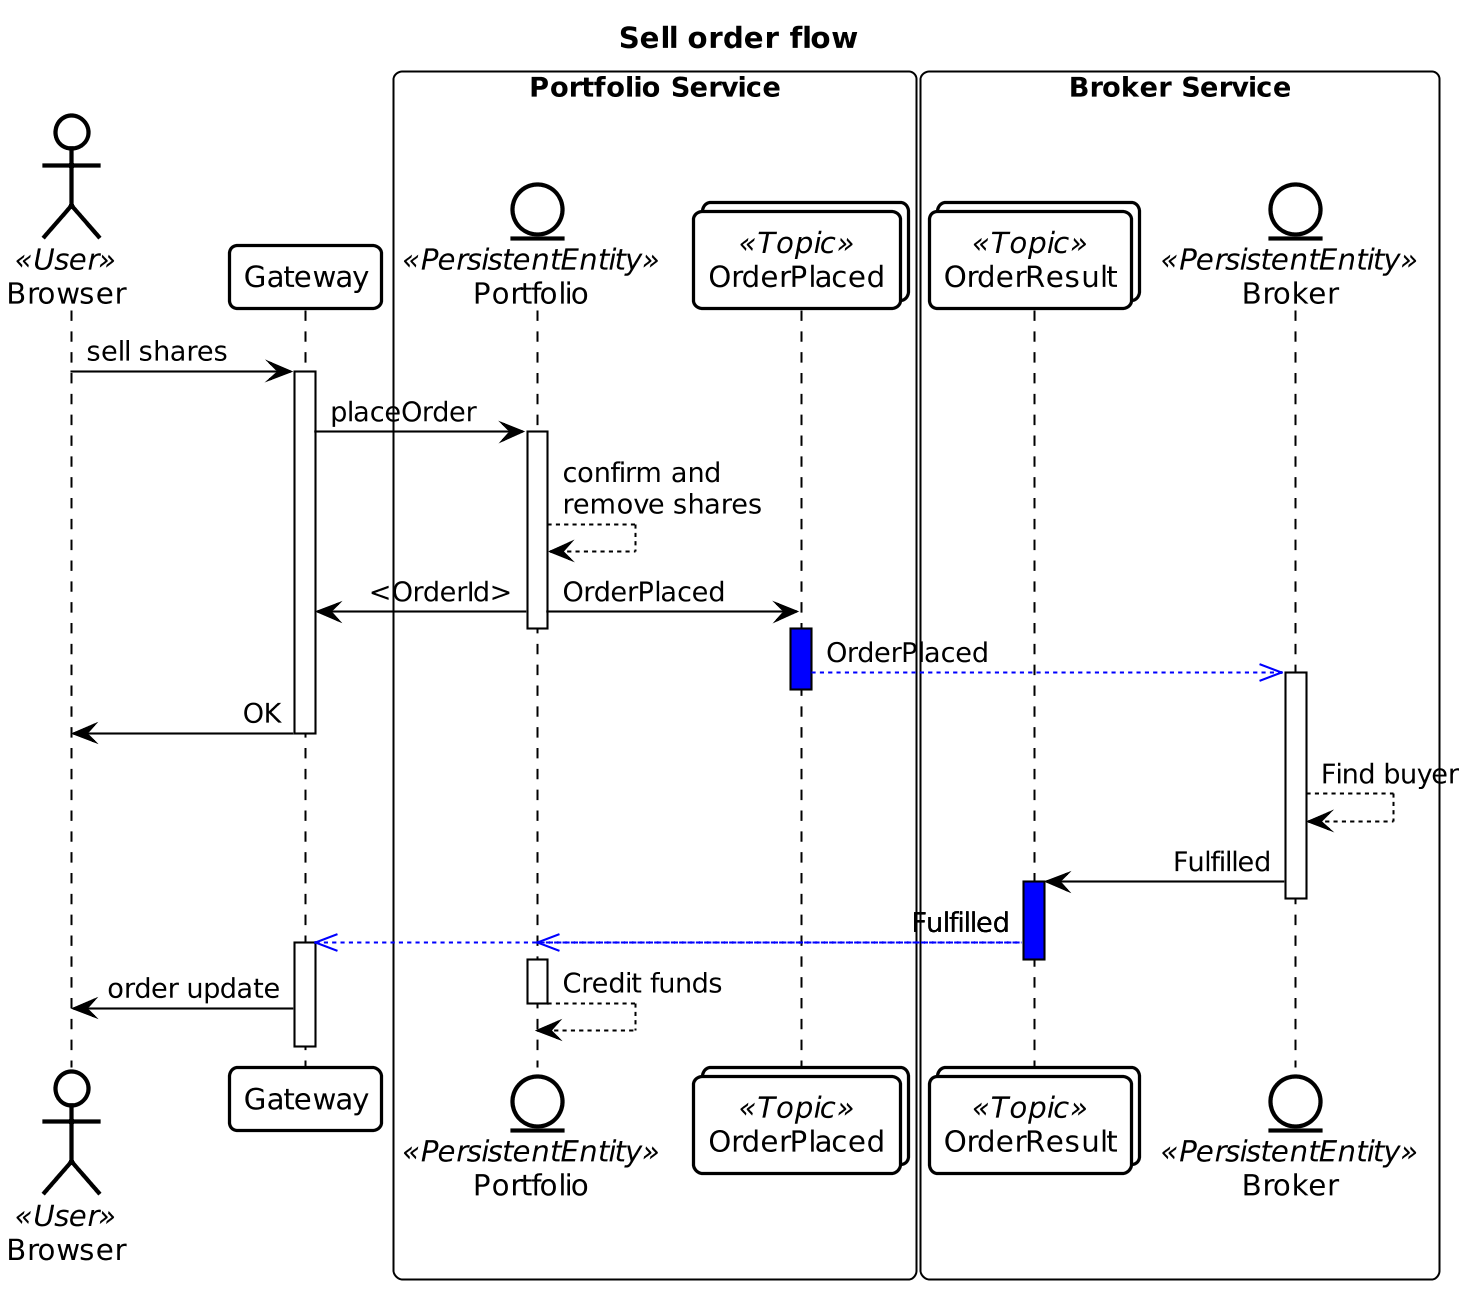 Sell order flow
Portfolio Service
Broker Service
«User»
Browser
Gateway
«PersistentEntity»
Portfolio
«Topic»
OrderPlaced
«Topic»
OrderResult
«PersistentEntity»
Broker
sell shares
placeOrder
confirm and
remove shares
<OrderId>
OrderPlaced
OrderPlaced
OK
Find buyer
Fulfilled
Fulfilled
Credit funds
order update
Gateway
«PersistentEntity»
Portfolio
«Topic»
OrderPlaced
«Topic»
OrderResult
«PersistentEntity»
Broker
«User»
Browser